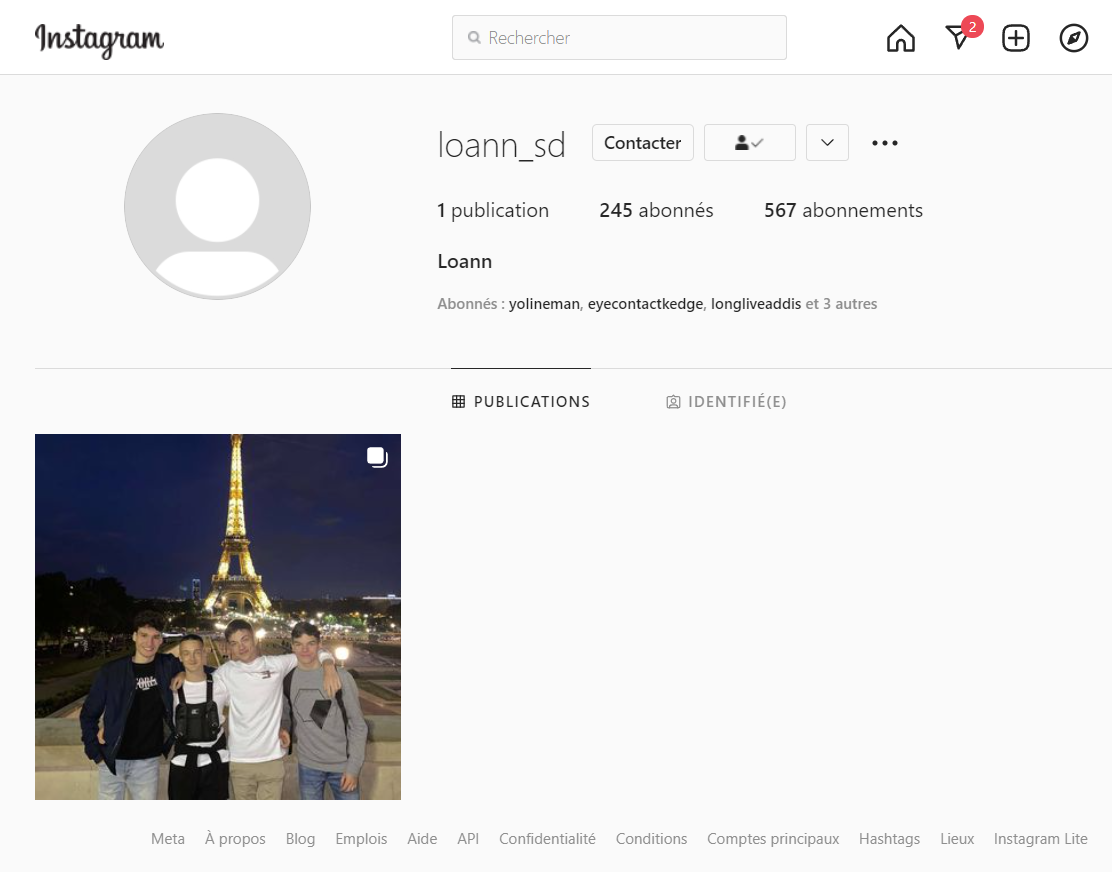 Instagram
Rechercher
2
loann_sd
Contacter
1 publication 245 abonnés 567 abonnements
Loann
Abonnés : yolineman, eyecontactkedge, longliveaddis et 3 autres
PUBLICATIONS IDENTIFIÉ(E)
Meta À propos Blog Emplois Aide API Confidentialité Conditions Comptes principaux Hashtags Lieux Instagram Lite